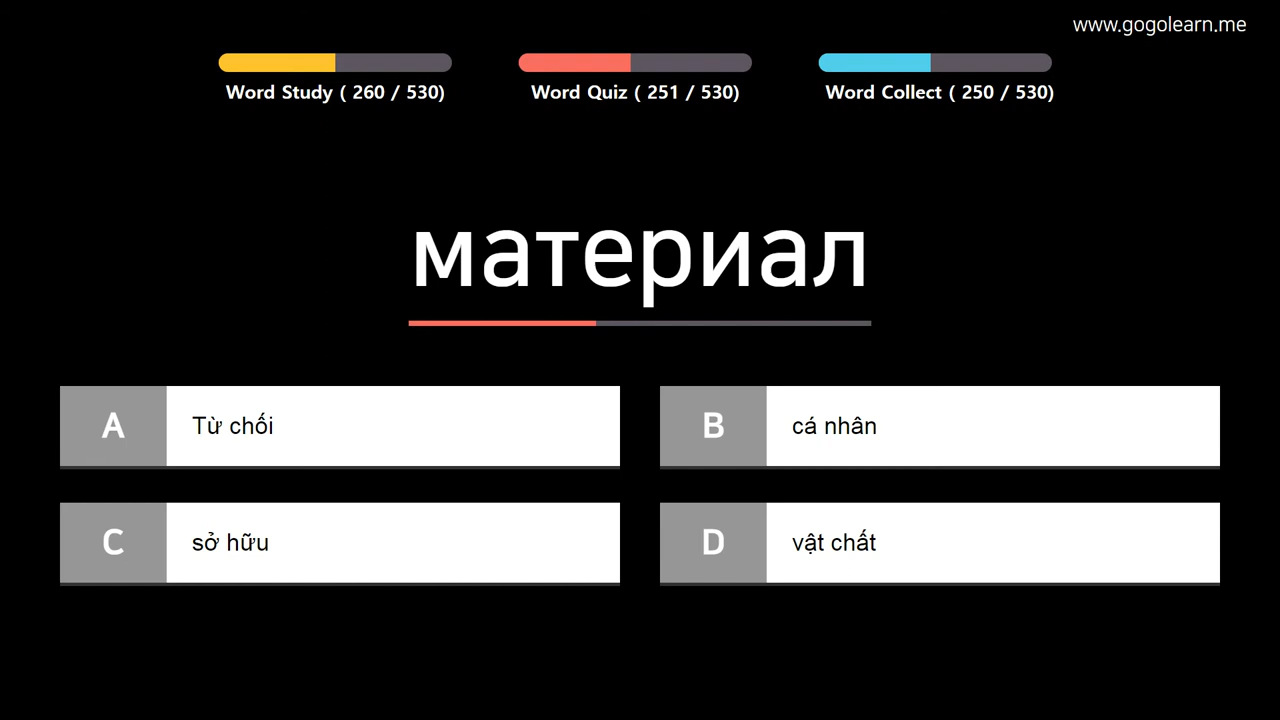 www.gogolearn.me
Word Study ( 260 / 530)
Word Quiz ( 251 / 530)
Word Collect ( 250 / 530)
материал
A Từ chối
B cá nhân
C sở hữu
D vật chất